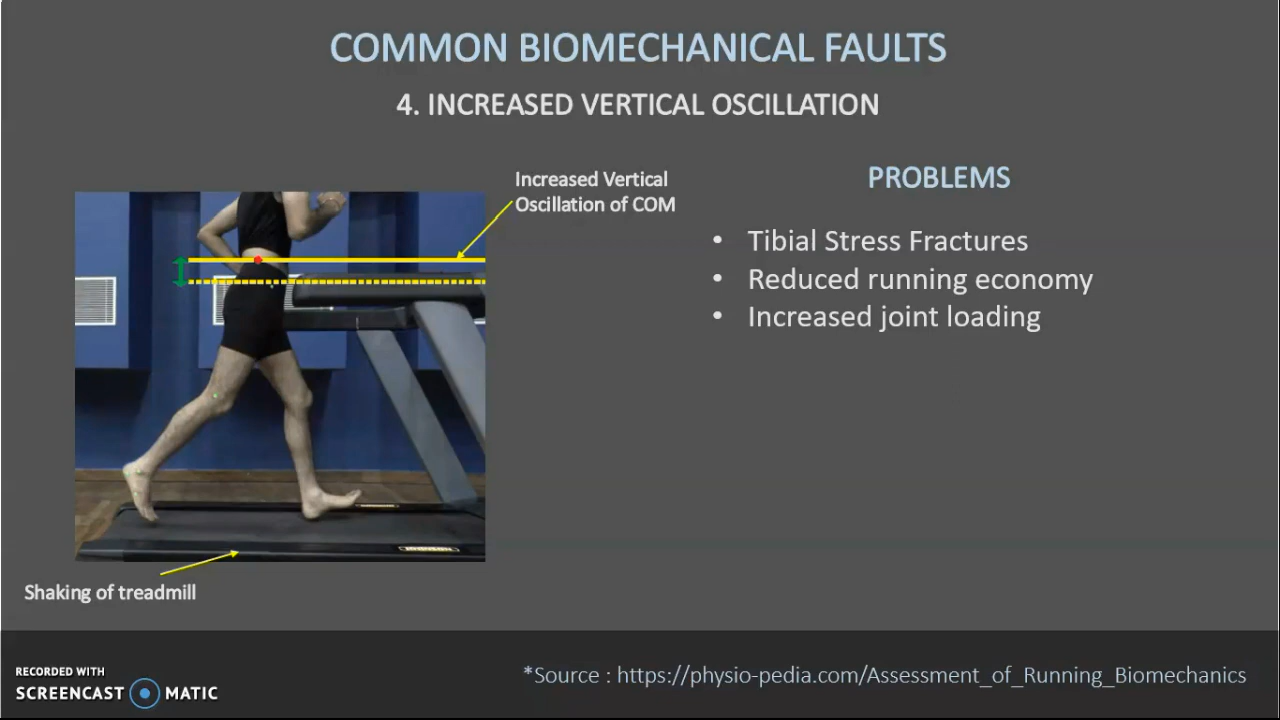 COMMON BIOMECHANICAL FAULTS
4. INCREASED VERTICAL OSCILLATION
Increased Vertical
Oscillation of COM
Shaking of treadmill
PROBLEMS
• Tibial Stress Fractures
• Reduced running economy
• Increased joint loading
RECORDED WITH
SCREENCAST MATIC
*Source : https://physio-pedia.com/Assessment_of_Running_Biomechanics